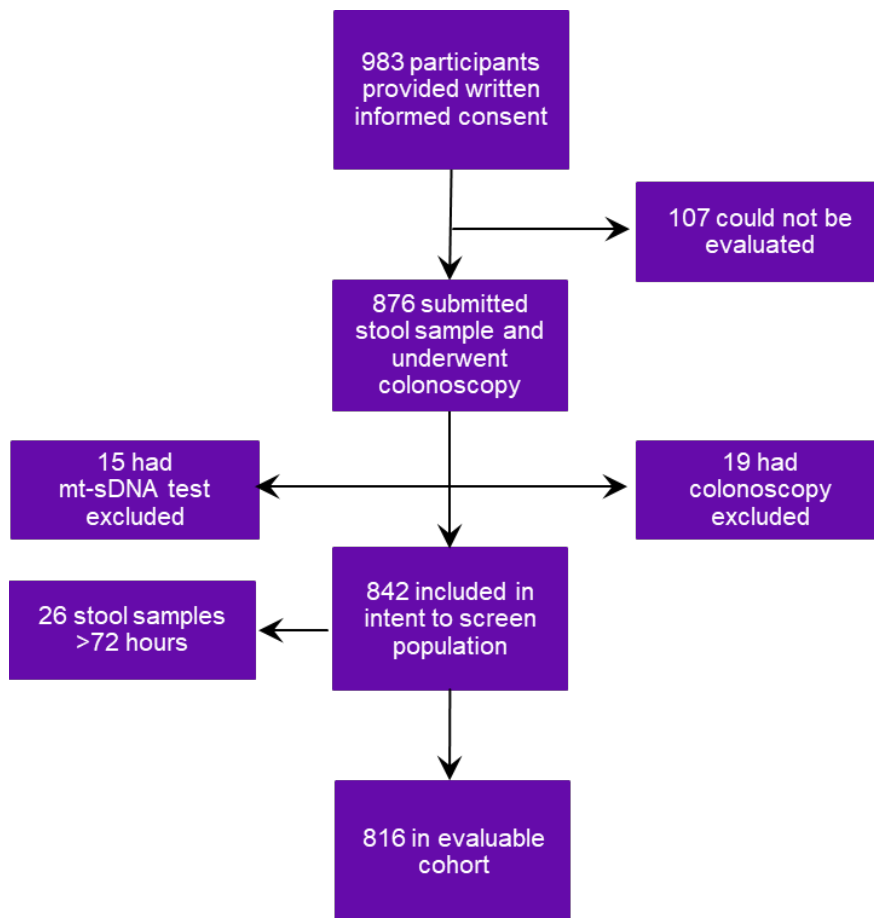 983 participants
provided written
informed consent
107 could not be
evaluated
876 submitted
stool sample and
underwent
colonoscopy
15 had
mt-sDNA test
excluded
19 had
colonoscopy
excluded
842 included in
intent to screen
population
26 stool samples
>72 hours
816 in evaluable
cohort